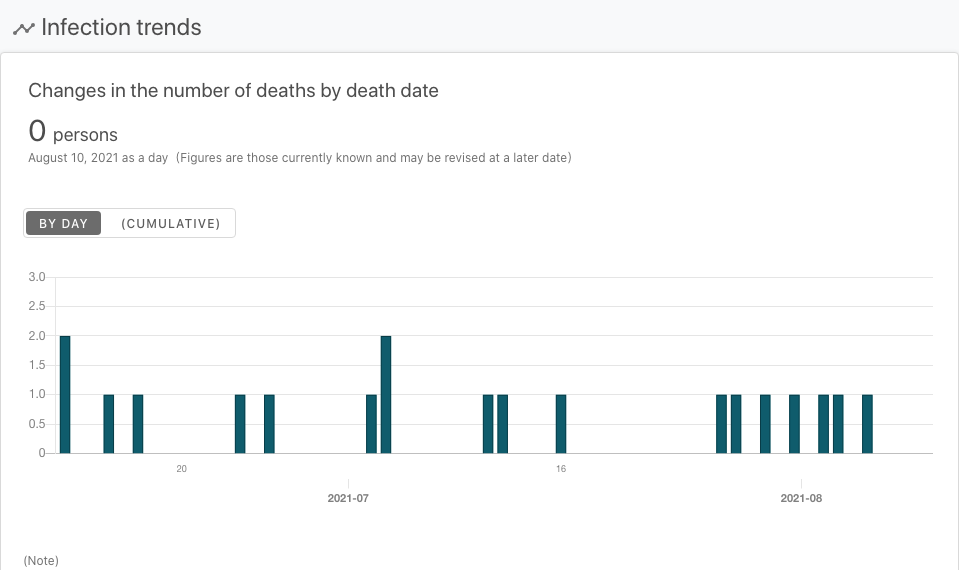 Infection trends
Changes in the number of deaths by death date
0 persons
August 10, 2021 as a day (Figures are those currently known and may be revised at a later date)
BY DAY (CUMULATIVE)
3.0
2.5
2.0
1.5
1.0
0.5
0
20 16
2021-07 2021-08
(Note)